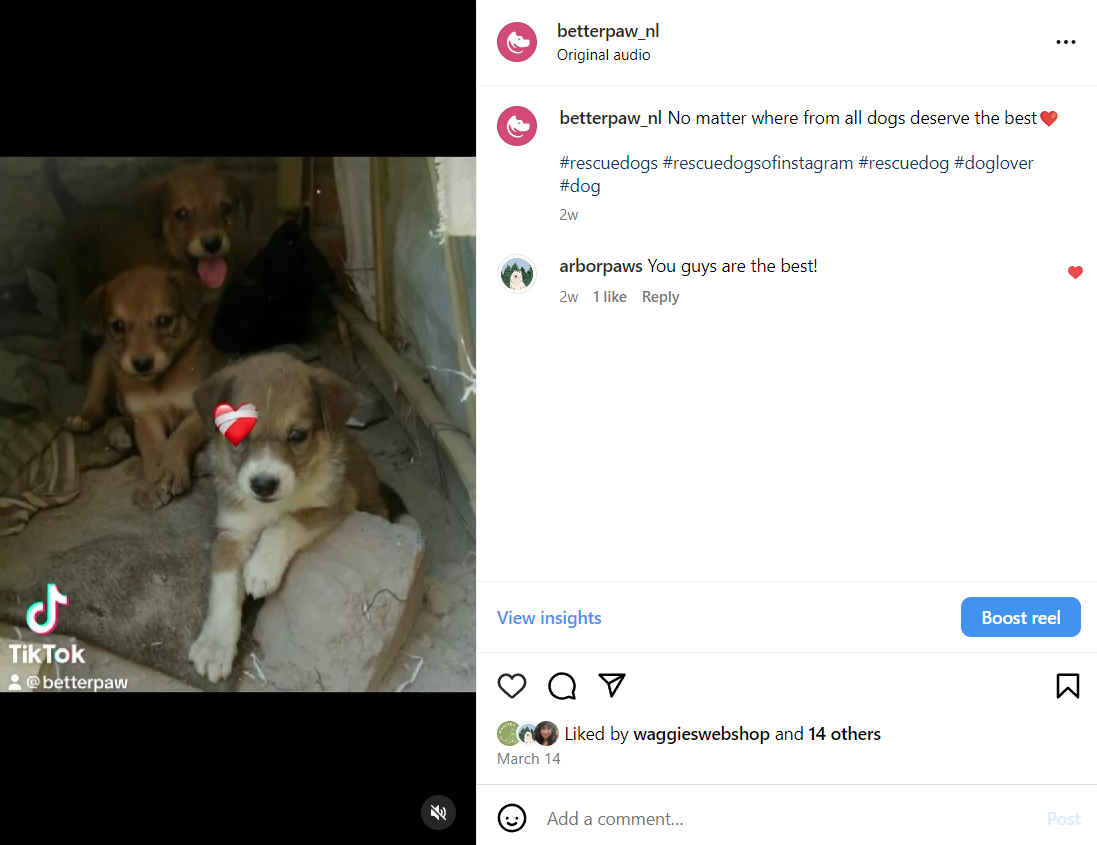 betterpaw_nl
Original audio
betterpaw_nl No matter where from all dogs deserve the best❤️
#rescuedogs #rescuedogsofinstagram #rescuedog #doglover
#dog
2w
arborpaws You guys are the best!
2w 1 like Reply
TikTok
@betterpaw
View insights
Boost reel
Liked by waggieswebshop and 14 others
March 14
Add a comment...
Post